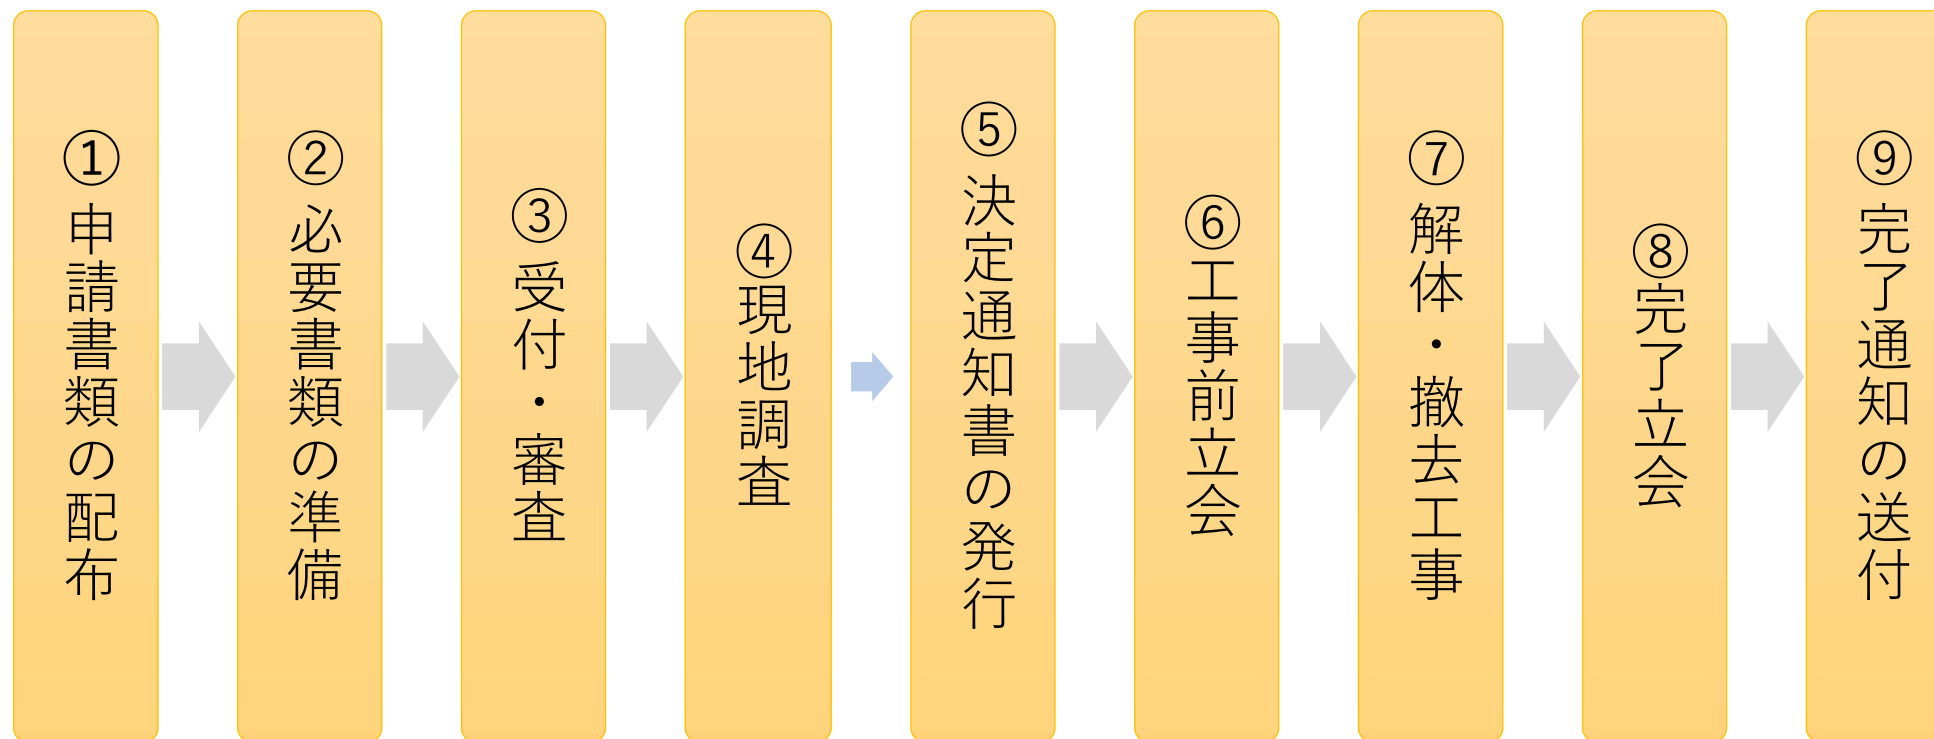 ①申請書類の配布
②必要書類の準備
③受付・審査
④現地調査
⑤決定通知書の発行
⑥工事前立会
⑦解体・撤去工事
⑧完了立会
⑨完了通知の送付